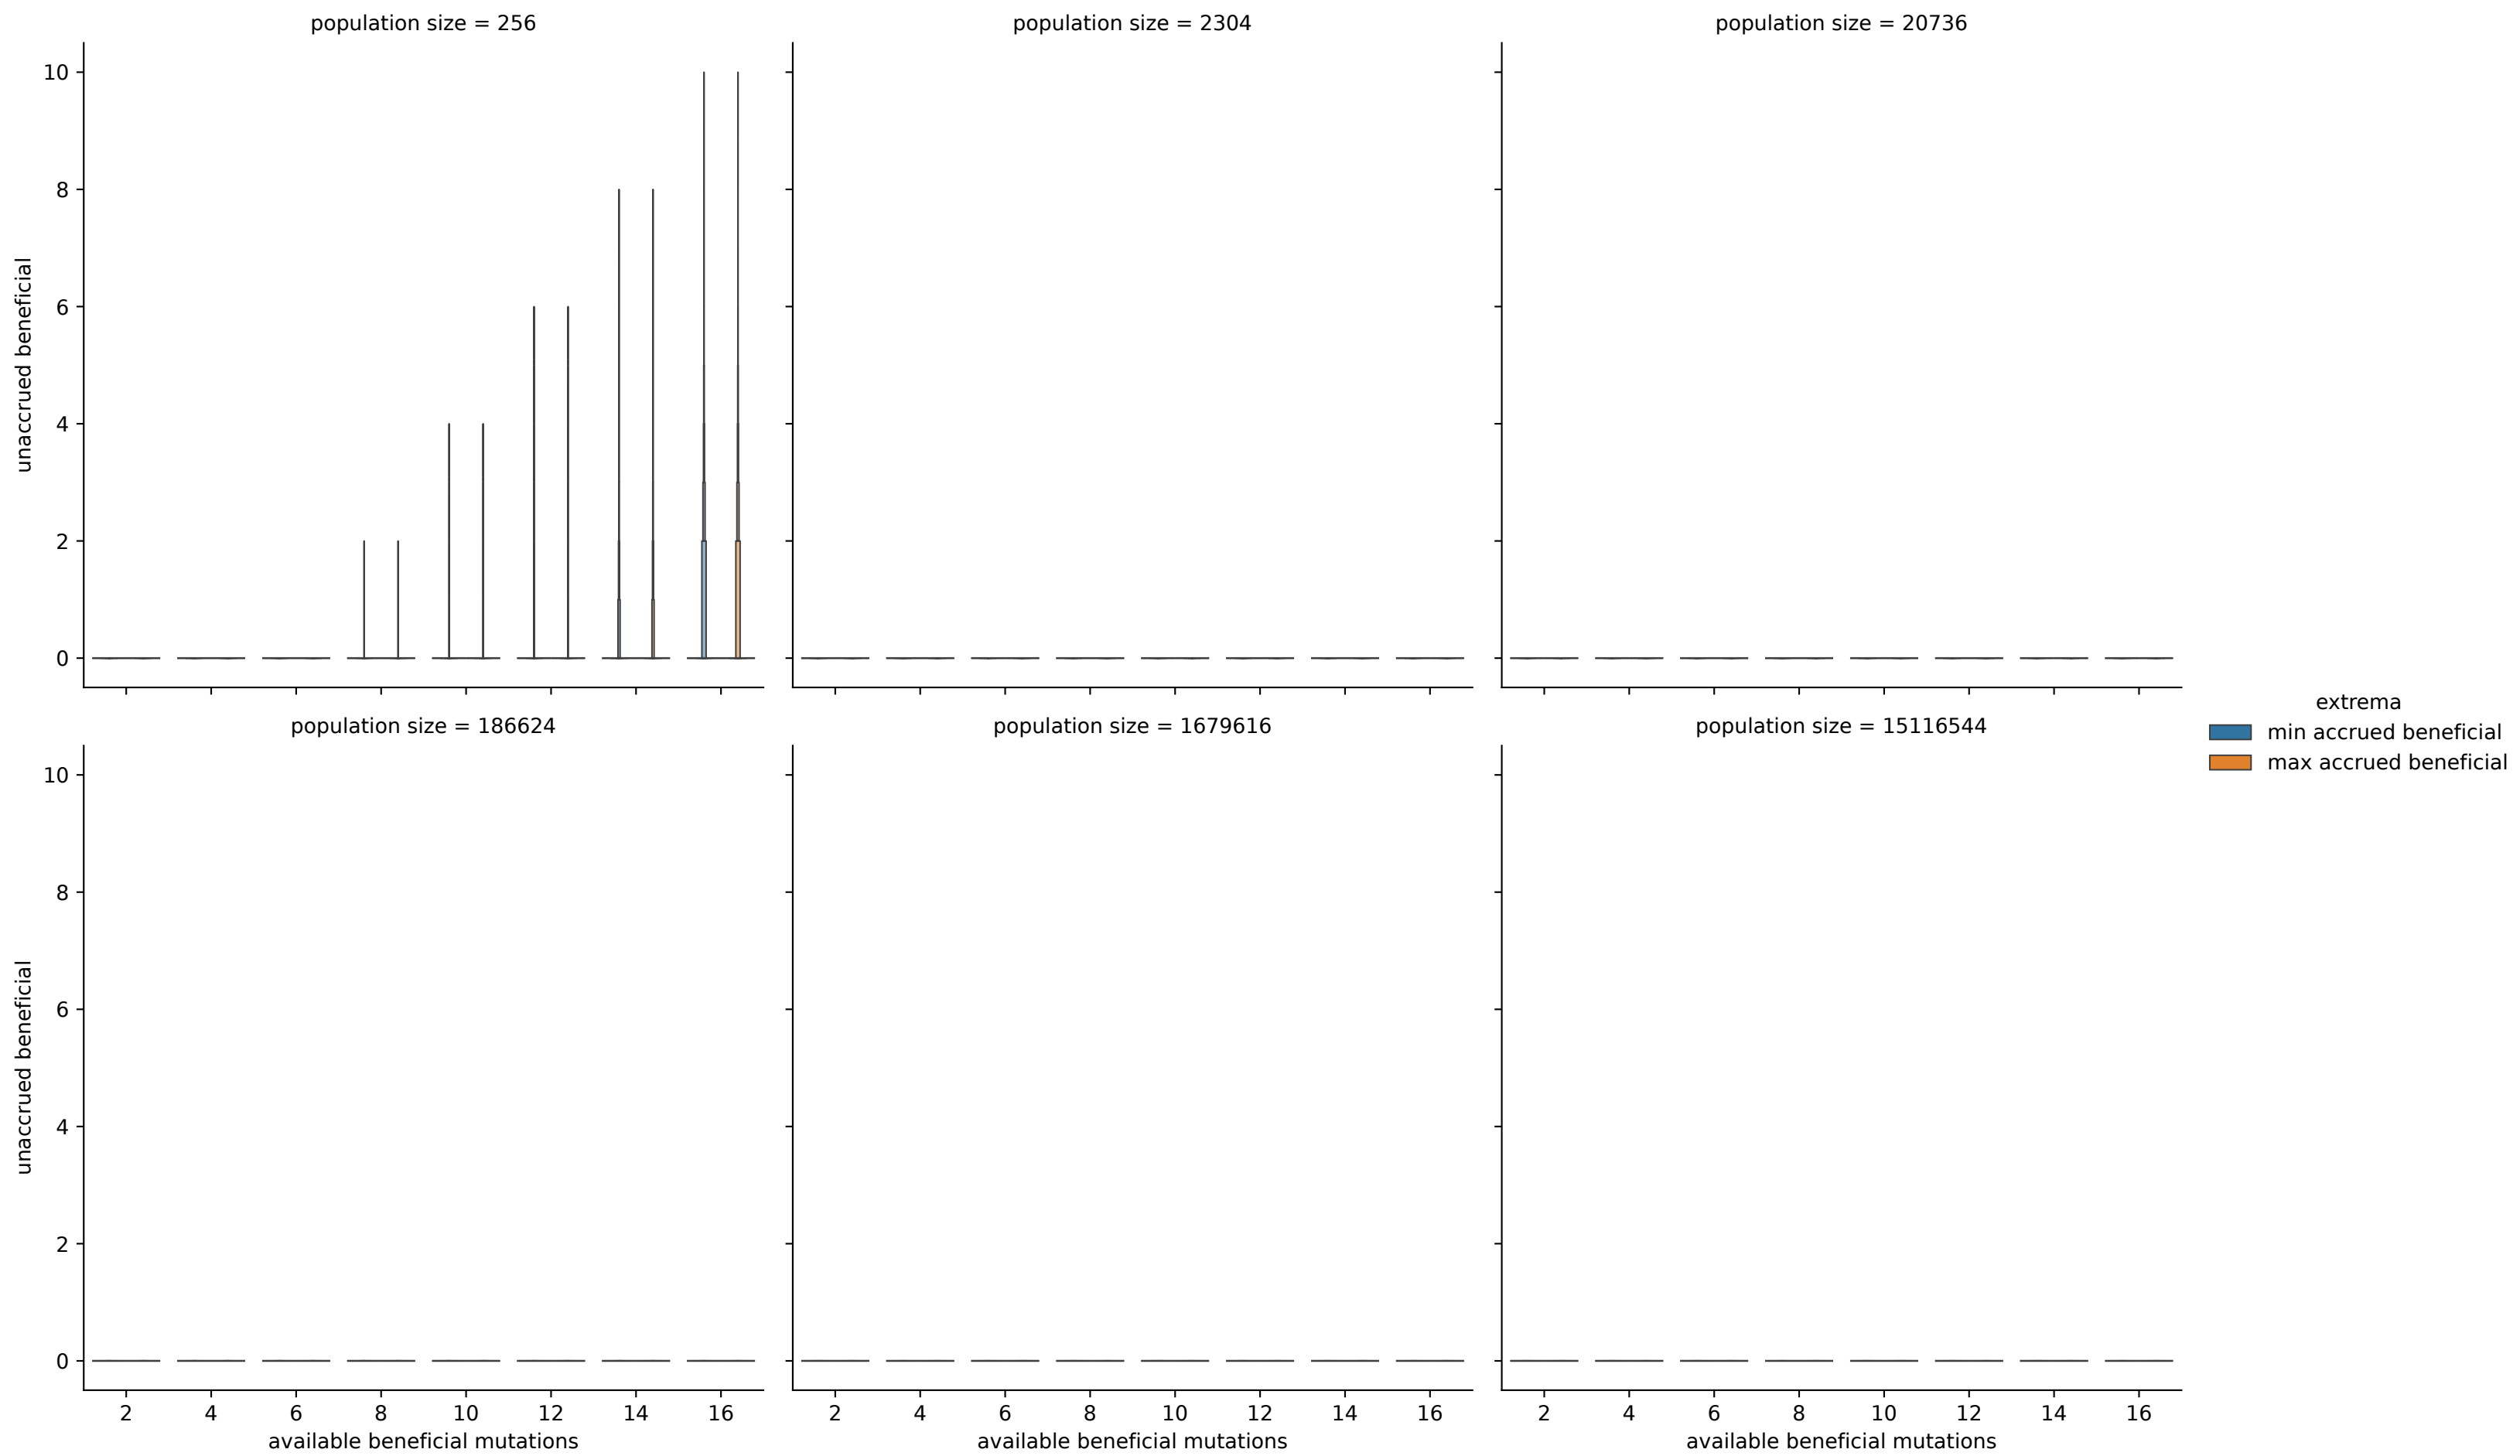 population size = 256
population size = 2304
population size = 20736
10
8
6
4
2
0
unaccrued beneficial
population size = 186624
population size = 1679616
population size = 15116544
10
8
6
4
2
0
unaccrued beneficial
2 4 6 8 10 12 14 16
2 4 6 8 10 12 14 16
2 4 6 8 10 12 14 16
available beneficial mutations
available beneficial mutations
available beneficial mutations
extrema
min accrued beneficial
max accrued beneficial